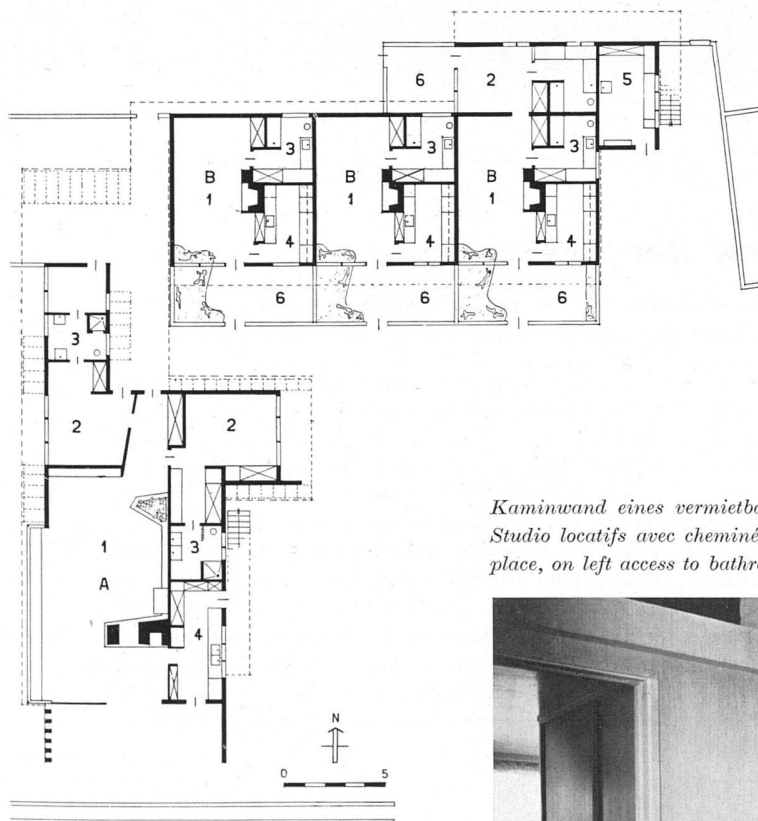 6 2 5
3 3 3
B B B
1 1 1
4 4 4
6 6 6
3
2 2
1 3
A
4
N
0 5
Kaminwand eines vermietba
Studio locatifs avec cheminé
place, on left access to bathr